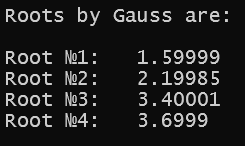 Roots by Gauss are:
Root №1: 1.59999
Root №2: 2.19985
Root №3: 3.40001
Root №4: 3.6999